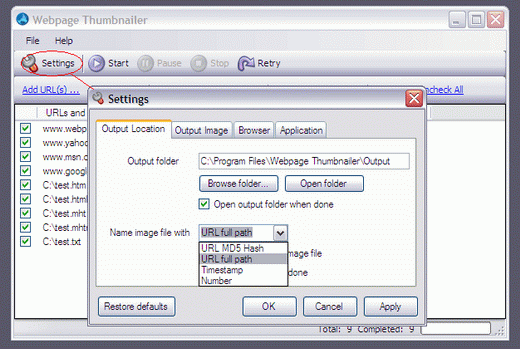 Webpage Thumbnailer
File Help
Settings Start Pause Stop Retry
Add URL(s) ... check All
URLs and
Settings
Output Location Output Image Browser Application
Output folder C:\Program Files\Webpage Thumbnailer\Output
Browse folder... Open folder
Open output folder when done
Name image file with URL full path
URL MD5 Hash
URL full path
Timestamp
Number
mage file
done
Restore defaults OK Cancel Apply
www.webp
www.yaho
www.msn.c
www.googl
C:\test.htm
C:\test.htm
C:\test.mht
C:\test.mhtm
C:\test.txt
Total: 9 Completed: 9